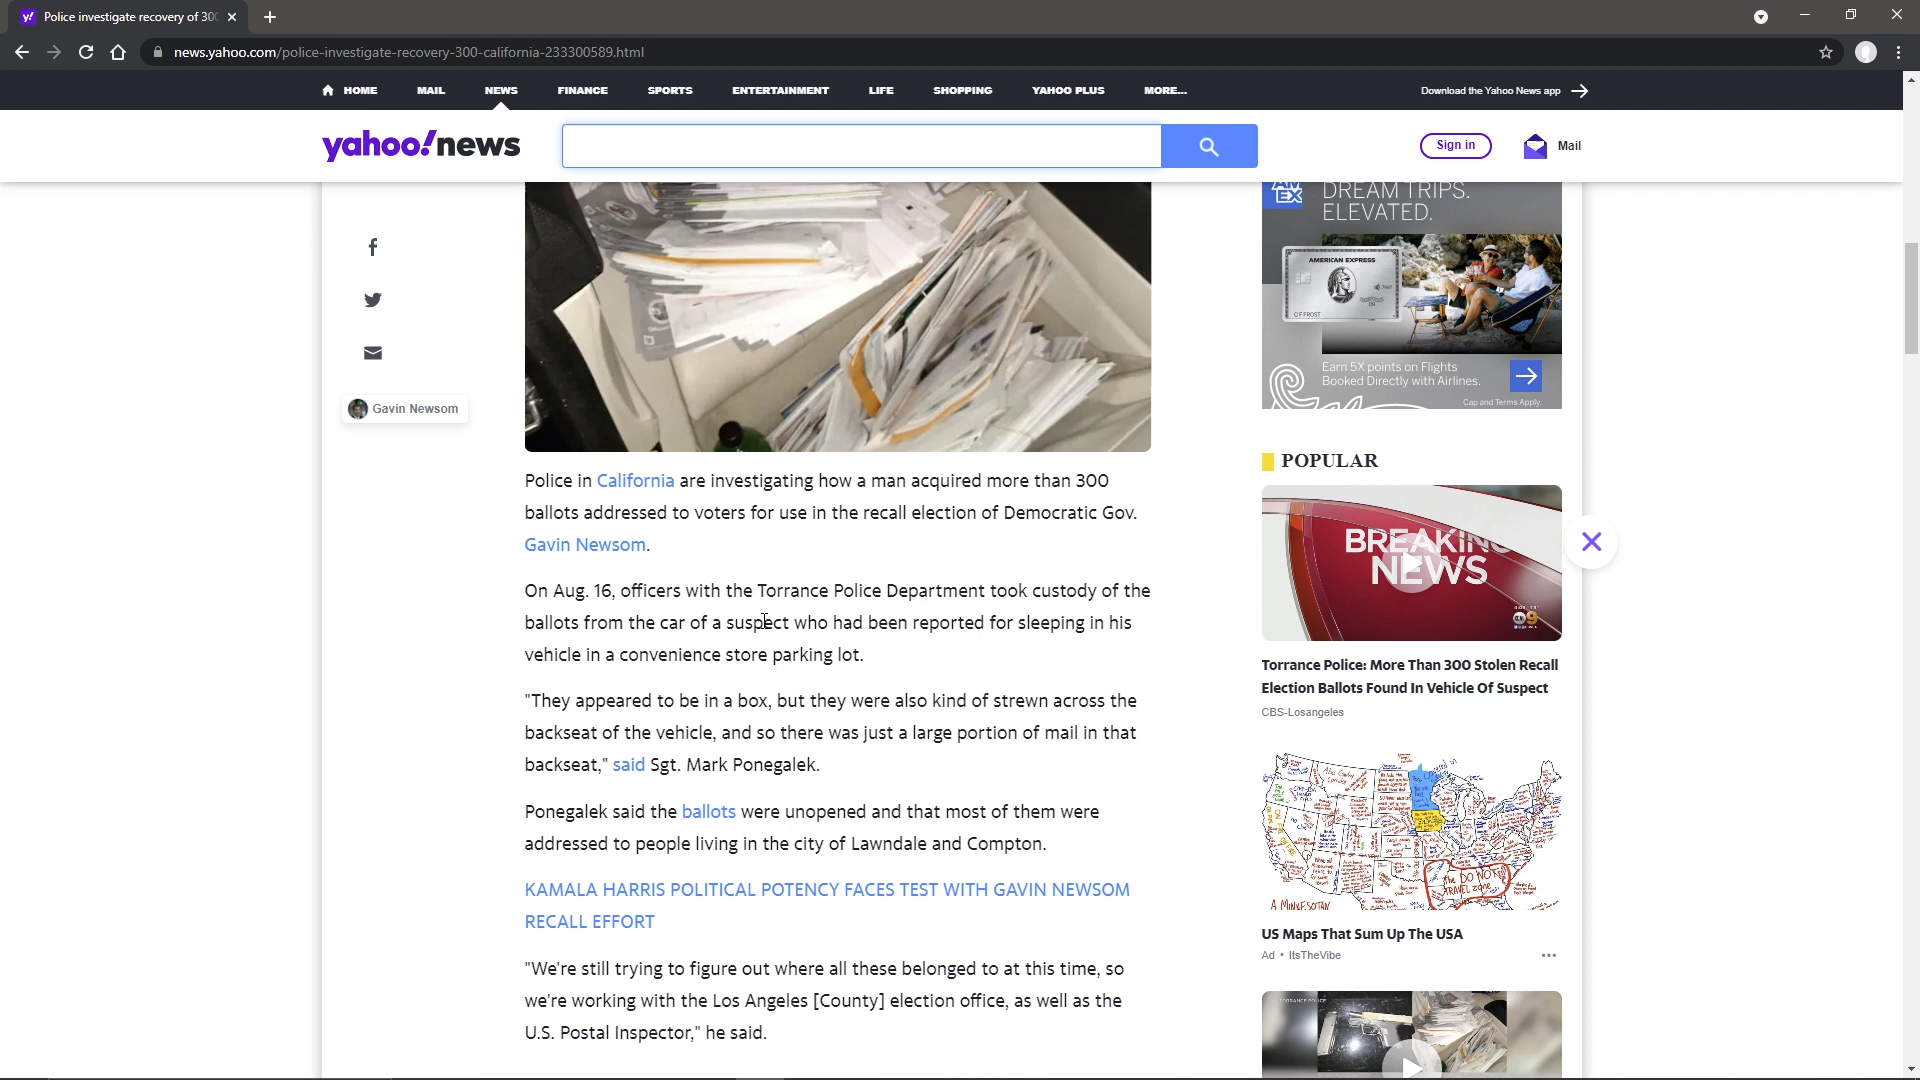 Police investigate recovery of 300
news.yahoo.com/police-investigate-recovery-300-california-233300589.html
HOME MAIL NEWS FINANCE SPORTS ENTERTAINMENT LIFE SHOPPING YAHOO PLUS MORE... Download the Yahoo News app
yahoo!news
Sign in
Mail
Gavin Newsom
Police in California are investigating how a man acquired more than 300
ballots addressed to voters for use in the recall election of Democratic Gov.
Gavin Newsom.
On Aug. 16, officers with the Torrance Police Department took custody of the
ballots from the car of a suspect who had been reported for sleeping in his
vehicle in a convenience store parking lot.
"They appeared to be in a box, but they were also kind of strewn across the
backseat of the vehicle, and so there was just a large portion of mail in that
backseat," said Sgt. Mark Ponegalek.
Ponegalek said the ballots were unopened and that most of them were
addressed to people living in the city of Lawndale and Compton.
KAMALA HARRIS POLITICAL POTENCY FACES TEST WITH GAVIN NEWSOM
RECALL EFFORT
"We're still trying to figure out where all these belonged to at this time, so
we're working with the Los Angeles [County] election office, as well as the
U.S. Postal Inspector," he said.
AM
EX
DREAM TRIPS.
ELEVATED.
AMERICAN EXPRESS
C F FROST
Earn 5X points on Flights
Booked Directly with Airlines.
Cap and Terms Apply.
POPULAR
BREAKING
NEWS
Torrance Police: More Than 300 Stolen Recall
Election Ballots Found In Vehicle Of Suspect
CBS-Losangeles
The DO NOT
TRAVEL ZONE
A MINNESOTAN
US Maps That Sum Up The USA
Ad • ItsTheVibe
TORRANCE POLICE